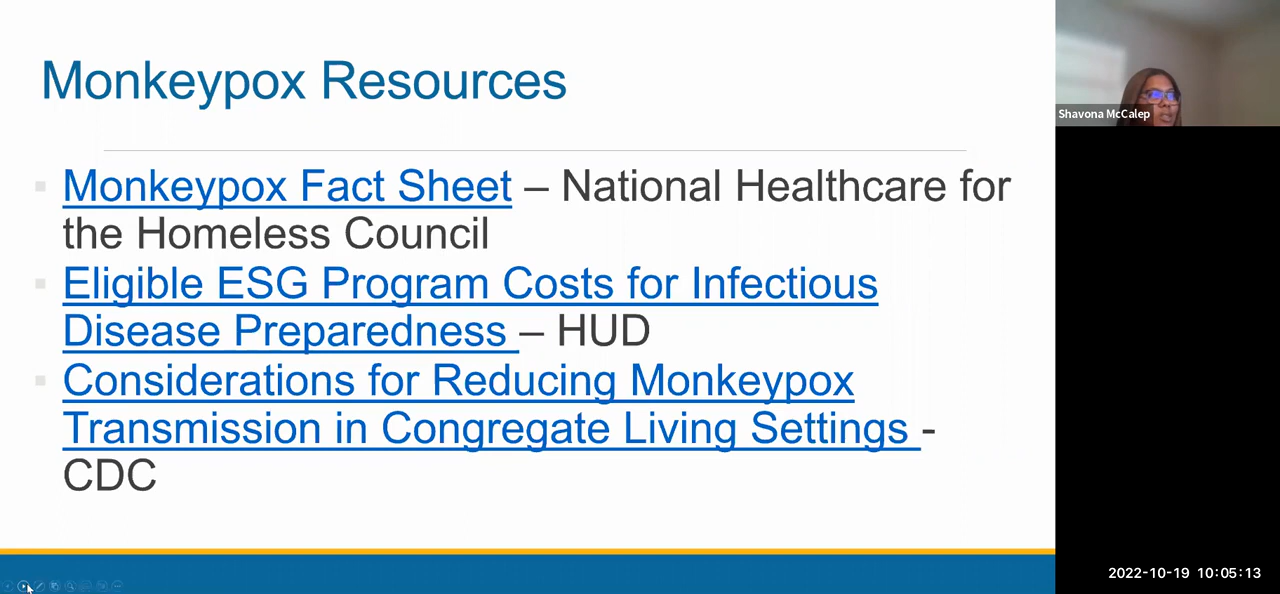 Monkeypox Resources
Monkeypox Fact Sheet – National Healthcare for
the Homeless Council
Eligible ESG Program Costs for Infectious
Disease Preparedness – HUD
Considerations for Reducing Monkeypox
Transmission in Congregate Living Settings -
CDC
Shavona McCalep
2022-10-19 10:05:13